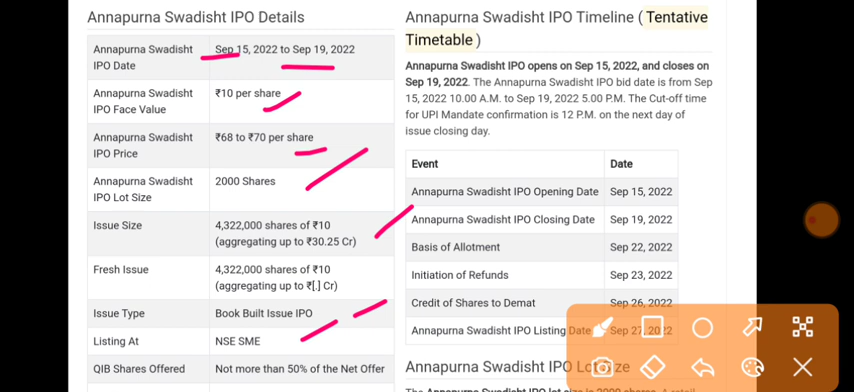 Annapurna Swadisht IPO Details
Annapurna Swadisht
IPO Date
Sep 15, 2022 to Sep 19, 2022
Annapurna Swadisht
IPO Face Value
₹10 per share
Annapurna Swadisht
IPO Price
₹68 to ₹70 per share
Annapurna Swadisht
IPO Lot Size
2000 Shares
Issue Size
4,322,000 shares of ₹10
(aggregating up to ₹30.25 Cr)
Fresh Issue
4,322,000 shares of ₹10
(aggregating up to ₹[.] Cr)
Issue Type
Book Built Issue IPO
Listing At
NSE SME
QIB Shares Offered
Not more than 50% of the Net Offer
Annapurna Swadisht IPO Timeline (Tentative
Timetable)
Annapurna Swadisht IPO opens on Sep 15, 2022, and closes on
Sep 19, 2022. The Annapurna Swadisht IPO bid date is from Sep
15, 2022 10.00 A.M. to Sep 19, 2022 5.00 P.M. The Cut-off time
for UPI Mandate confirmation is 12 P.M. on the next day of
issue closing day.
Event Date
Annapurna Swadisht IPO Opening Date Sep 15, 2022
Annapurna Swadisht IPO Closing Date Sep 19, 2022
Basis of Allotment Sep 22, 2022
Initiation of Refunds Sep 23, 2022
Credit of Shares to Demat Sep 26, 2022
Annapurna Swadisht IPO Listing Date Sep 27, 2022
Annapurna Swadisht IPO Lot Size